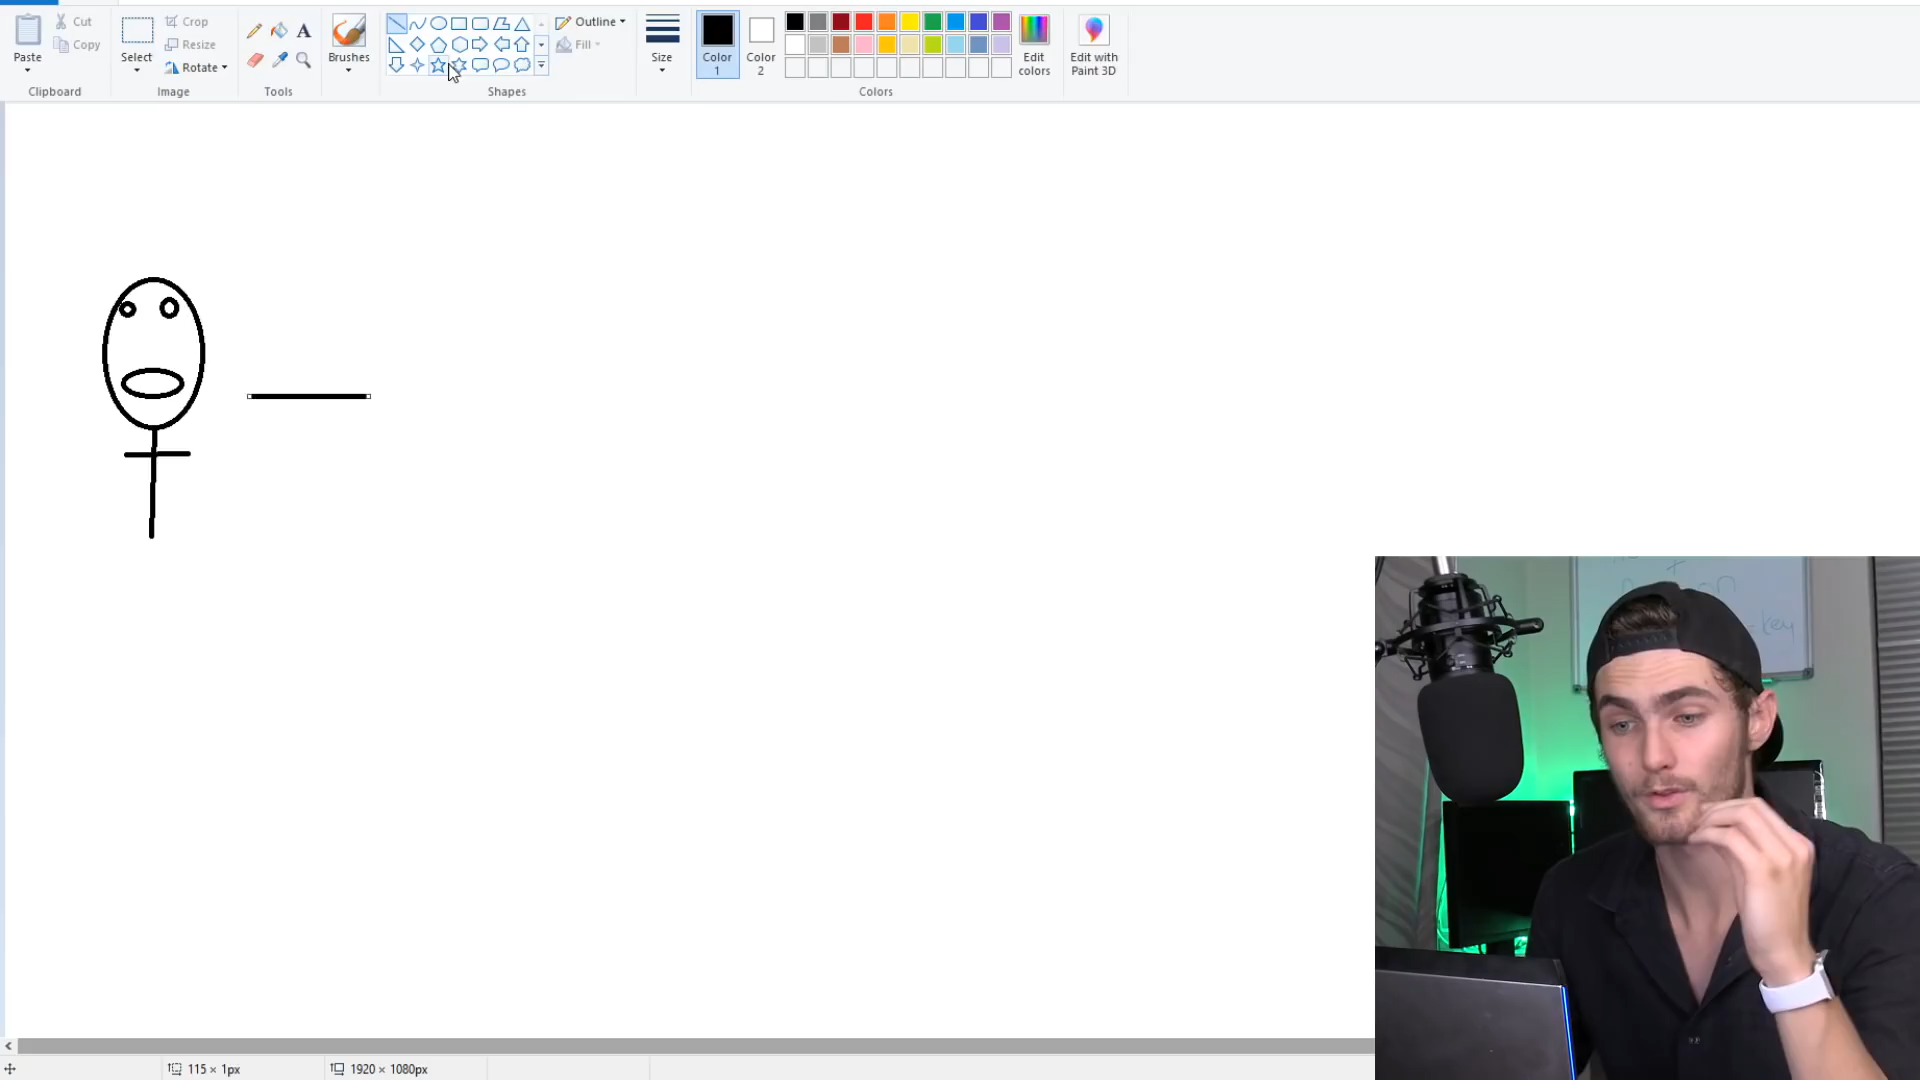 Cut
Crop
Outline
Copy
Resize
Fill
Paste
Select
Rotate
Brushes
Size
Color 1
Color 2
Edit colors
Edit with Paint 3D
Clipboard
Image
Tools
Shapes
Colors
key
115 × 1px
1920 × 1080px